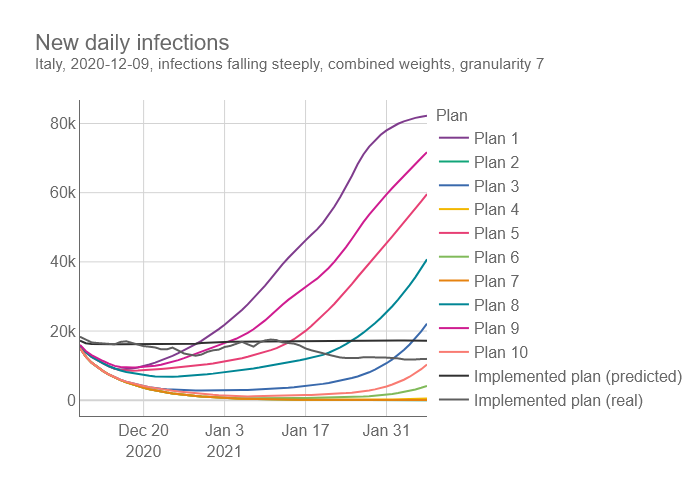 New daily infections
Italy, 2020-12-09, infections falling steeply, combined weights, granularity 7
Plan
80k
60k
40k
20k
0
Dec 20
2020
Jan 3
2021
Jan 17
Jan 31
Plan 1
Plan 2
Plan 3
Plan 4
Plan 5
Plan 6
Plan 7
Plan 8
Plan 9
Plan 10
Implemented plan (predicted)
Implemented plan (real)